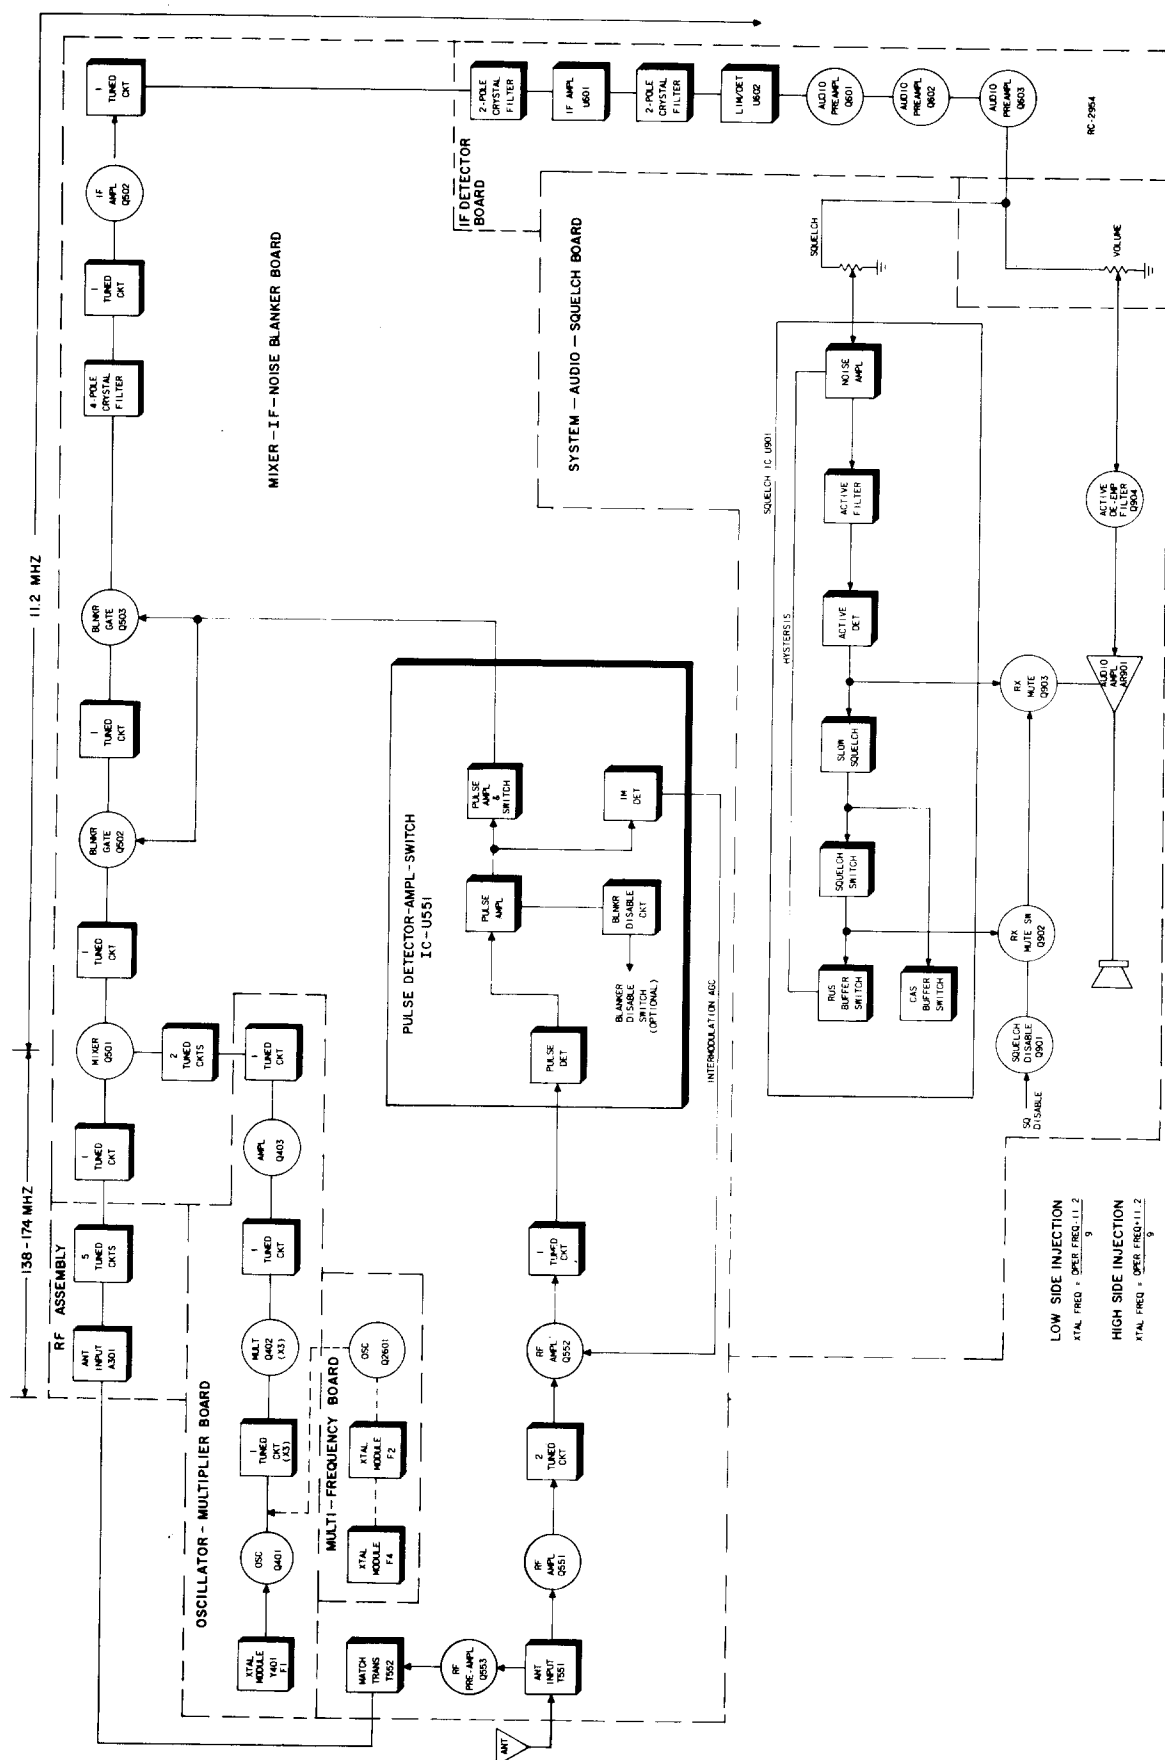 138-174 MHZ
11.2 MHZ
RF ASSEMBLY
ANT
INPUT
A301
5
TUNED
CKTS
1
TUNED
CKT
MIXER
Q501
1
TUNED
CKT
BLNKR
GATE
Q502
1
TUNED
CKT
BLNKR
GATE
Q503
4-POLE
CRYSTAL
FILTER
1
TUNED
CKT
IF
AMPL
Q502
1
TUNED
CKT
2
TUNED
CKTS
MIXER-IF-NOISE BLANKER BOARD
OSCILLATOR-MULTIPLIER BOARD
XTAL
MODULE
Y401
F1
OSC
Q401
1
TUNED
CKT
(X3)
MULT
Q402
(X3)
1
TUNED
CKT
AMPL
Q403
1
TUNED
CKT
MULTI-FREQUENCY BOARD
XTAL
MODULE
F4
XTAL
MODULE
F2
OSC
Q2601
MATCH
TRANS
T552
RF
PRE-AMPL
Q553
ANT
ANT
INPUT
T551
RF
AMPL
Q551
2
TUNED
CKT
RF
AMPL
Q552
1
TUNED
CKT
PULSE DETECTOR-AMPL-SWITCH
IC-U551
PULSE
DET
PULSE
AMPL
PULSE
AMPL
&
SWITCH
BLNKR
DISABLE
CKT
IM
DET
BLANKER
DISABLE
SWITCH
(OPTIONAL)
INTERMODULATION AGC
IF DETECTOR
BOARD
2-POLE
CRYSTAL
FILTER
IF AMPL
U601
2-POLE
CRYSTAL
FILTER
LIM/DET
U602
AUDIO
PREAMPL
Q601
AUDIO
PREAMPL
Q602
AUDIO
PREAMPL
Q603
RC-2954
SYSTEM-AUDIO-SQUELCH BOARD
SQUELCH
VOLUME
SQUELCH IC U901
HYSTERSIS
NOISE
AMPL
ACTIVE
FILTER
ACTIVE
DET
SLOW
SQUELCH
SQUELCH
SWITCH
RUS
BUFFER
SWITCH
CAS
BUFFER
SWITCH
SQ
DISABLE
SQUELCH
DISABLE
Q901
RX
MUTE SW
Q902
RX
MUTE
Q903
AUDIO
AMPL
AR901
ACTIVE
DE-EMP
FILTER
Q904
LOW SIDE INJECTION
XTAL FREQ = OPER FREQ-11.2
9
HIGH SIDE INJECTION
XTAL FREQ = OPER FREQ+11.2
9